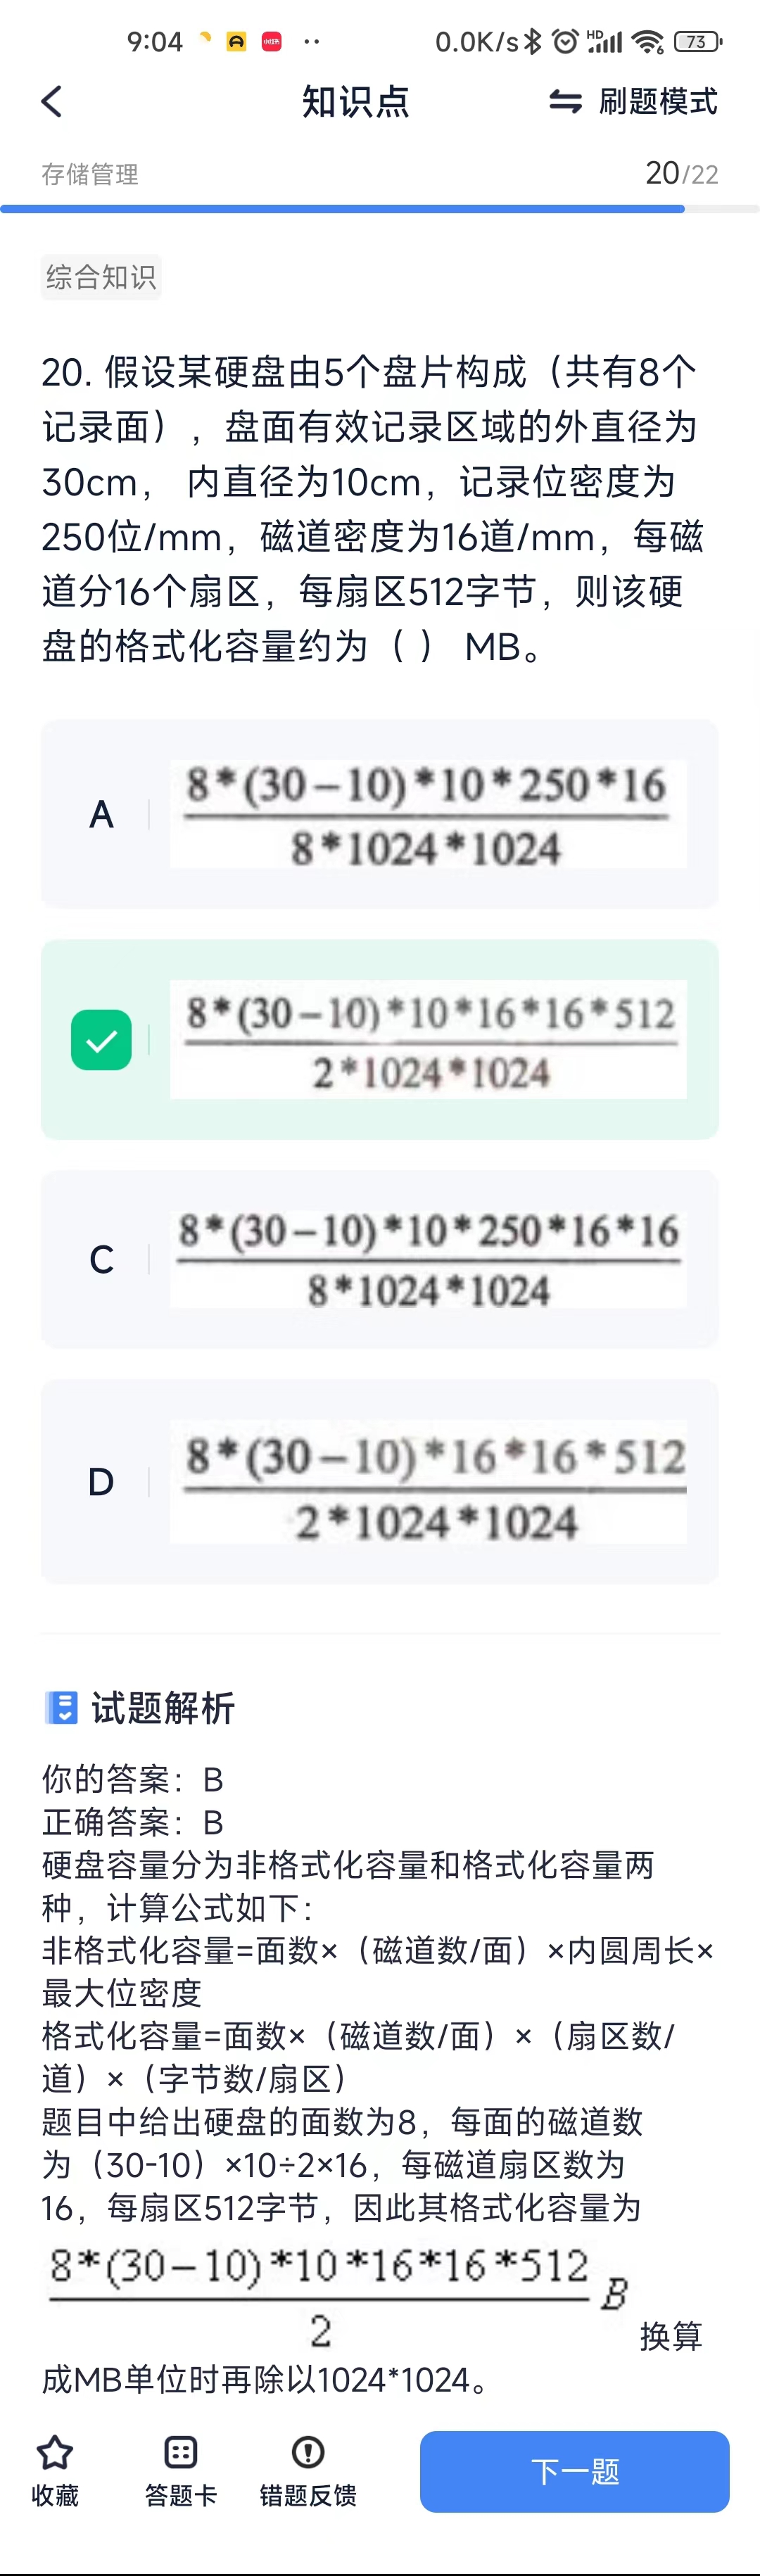 9:04
0.0K/s
HD
6
73
知识点
刷题模式
存储管理
20/22
综合知识
20. 假设某硬盘由5个盘片构成（共有8个
记录面），盘面有效记录区域的外直径为
30cm， 内直径为10cm，记录位密度为
250位/mm，磁道密度为16道/mm，每磁
道分16个扇区，每扇区512字节，则该硬
盘的格式化容量约为（ ） MB。
A
8*(30-10)*10*250*16
8*1024*1024
8*(30-10)*10*16*16*512
2*1024*1024
C
8*(30-10)*10*250*16*16
8*1024*1024
D
8*(30-10)*16*16*512
2*1024*1024
试题解析
你的答案：B
正确答案：B
硬盘容量分为非格式化容量和格式化容量两
种，计算公式如下：
非格式化容量=面数×（磁道数/面）×内圆周长×
最大位密度
格式化容量=面数×（磁道数/面）×（扇区数/
道）×（字节数/扇区）
题目中给出硬盘的面数为8，每面的磁道数
为（30-10）×10÷2×16，每磁道扇区数为
16，每扇区512字节，因此其格式化容量为
8*(30-10)*10*16*16*512
2
B
换算
成MB单位时再除以1024*1024。
收藏
答题卡
错题反馈
下一题